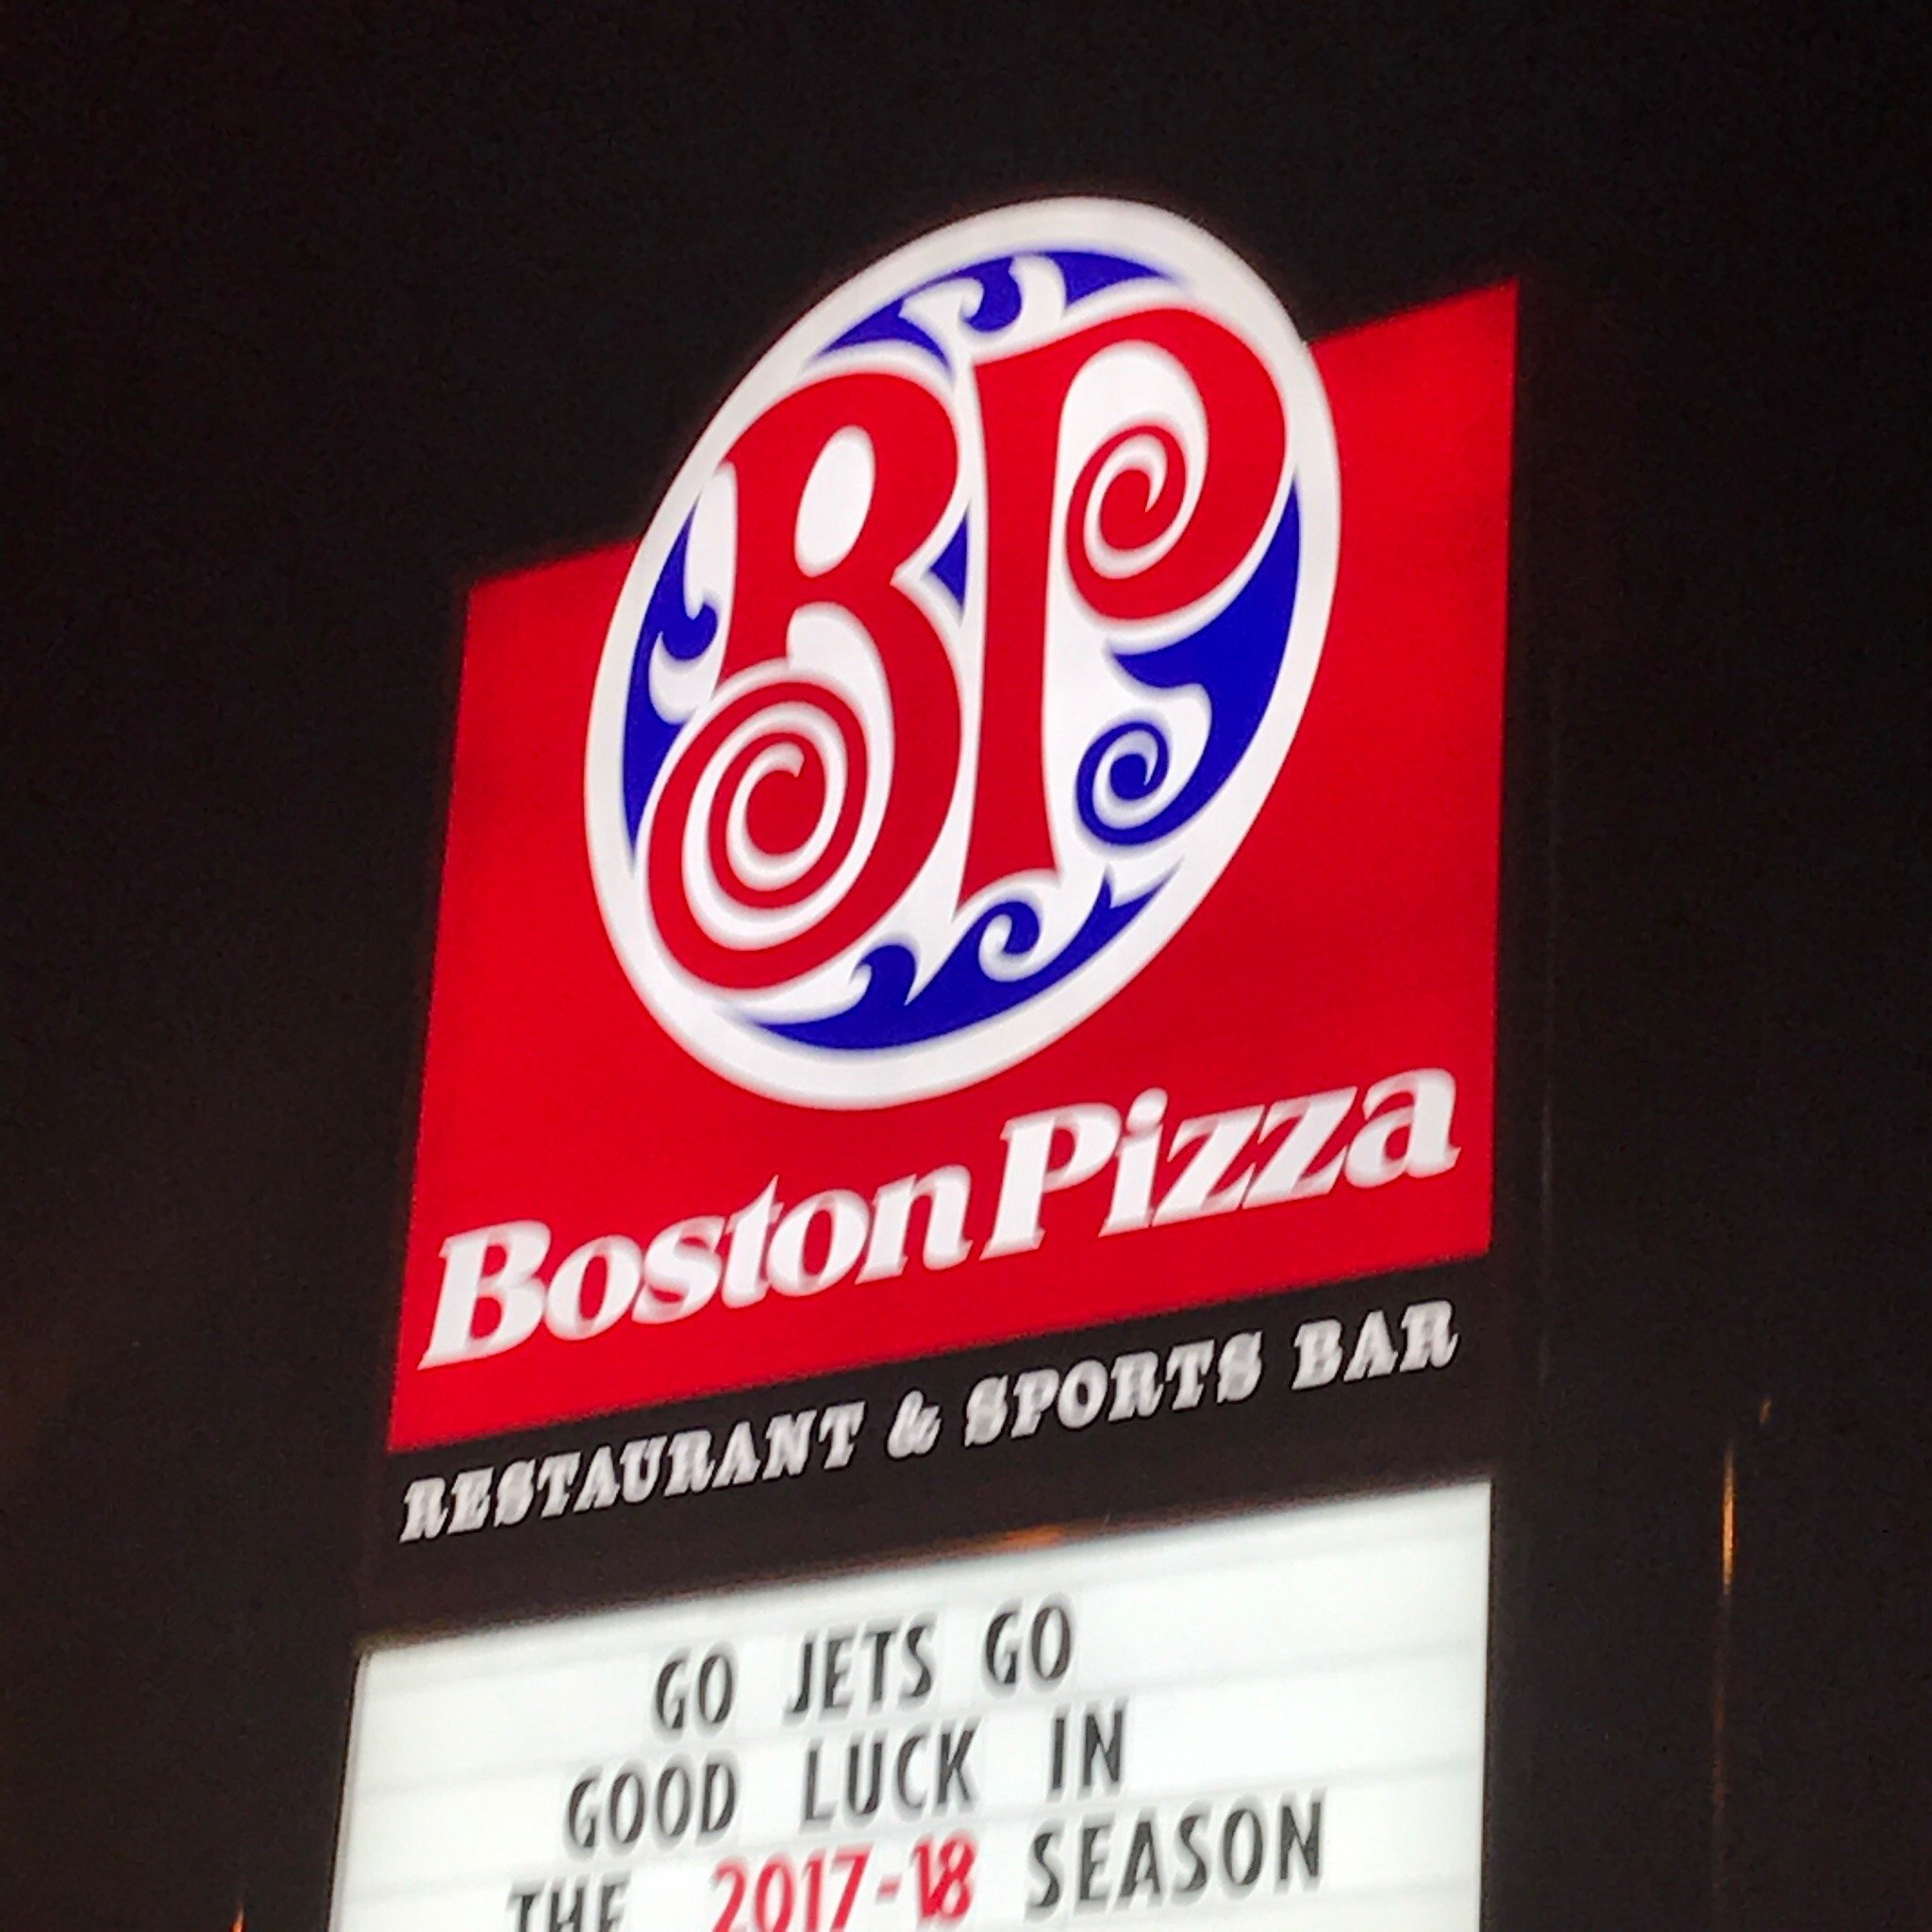 BP
Boston Pizza
RESTAURANT & SPORTS BAR
GO JETS GO
GOOD LUCK IN
THE 2017-18 SEASON